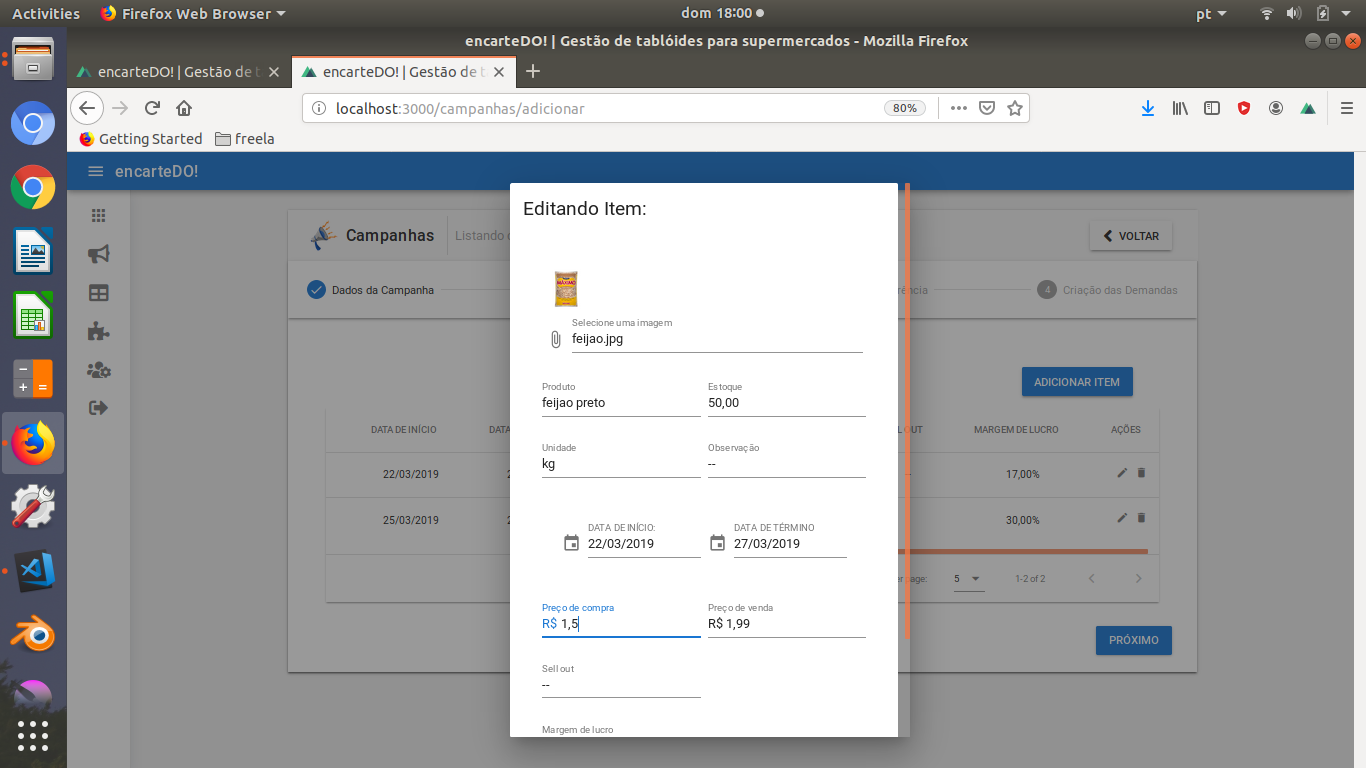 Activities Firefox Web Browser dom 18:00 pt
encarteDO! | Gestão de tablóides para supermercados - Mozilla Firefox
encarteDO! | Gestão de t encarteDO! | Gestão de t
localhost:3000/campanhas/adicionar 80%
Getting Started freela
encarteDO!
Editando Item:
Campanhas Listando VOLTAR
Dados da Campanha 4 Criação das Demandas
Selecione uma imagem
feijao.jpg
ADICIONAR ITEM
Produto Estoque
feijao preto 50,00
DATA DE INÍCIO OUT MARGEM DE LUCRO AÇÕES
Unidade Observação
kg --
22/03/2019 17,00%
25/03/2019 30,00%
DATA DE INÍCIO: DATA DE TÉRMINO
22/03/2019 27/03/2019
page: 5 1-2 of 2
Preço de compra Preço de venda
R$ 1,5 R$ 1,99
PRÓXIMO
Sell out
--
Margem de lucro